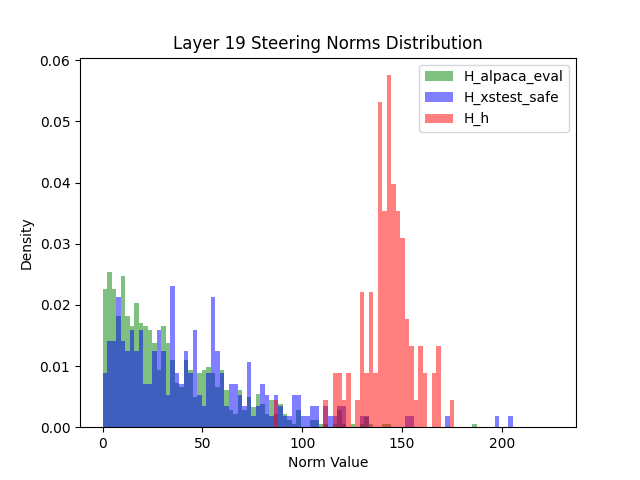 Layer 19 Steering Norms Distribution
H_alpaca_eval
H_xstest_safe
H_h
0.06
0.05
0.04
0.03
0.02
0.01
0.00
Density
0
50
100
150
200
Norm Value